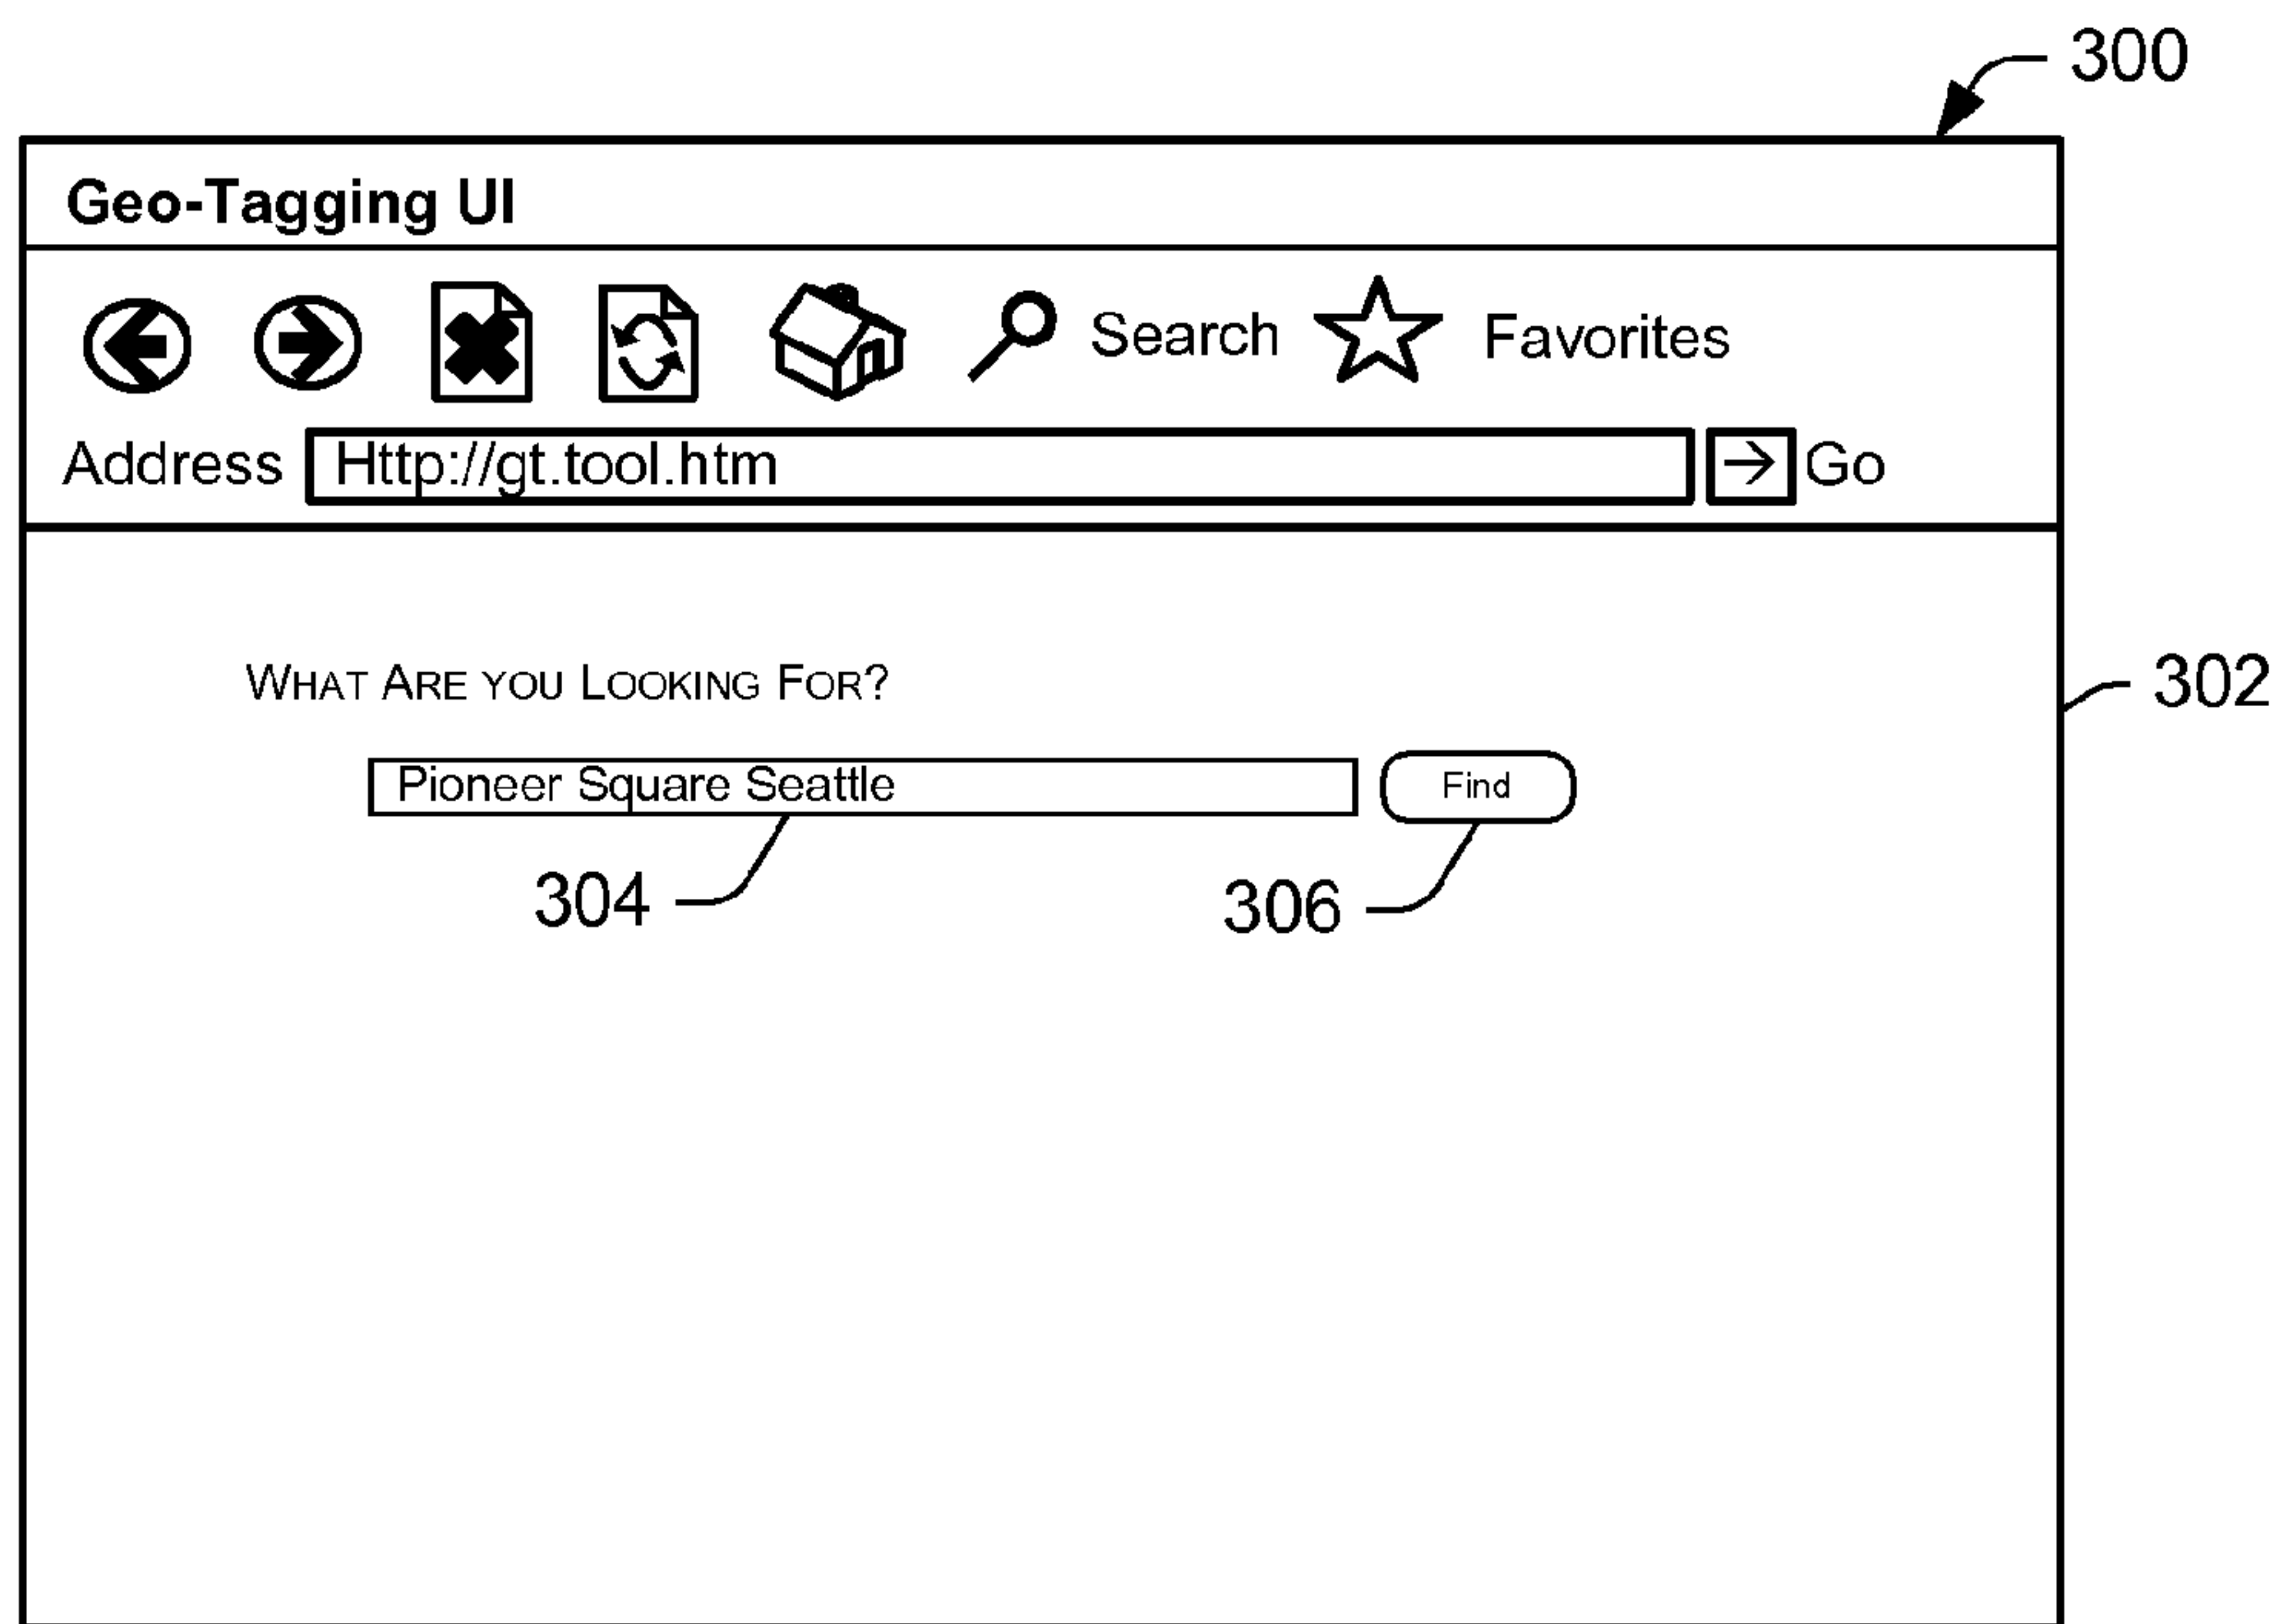 300
Geo-Tagging UI
Search Favorites
Address Http://gt.tool.htm Go
WHAT ARE YOU LOOKING FOR?
302
Pioneer Square Seattle Find
304 306